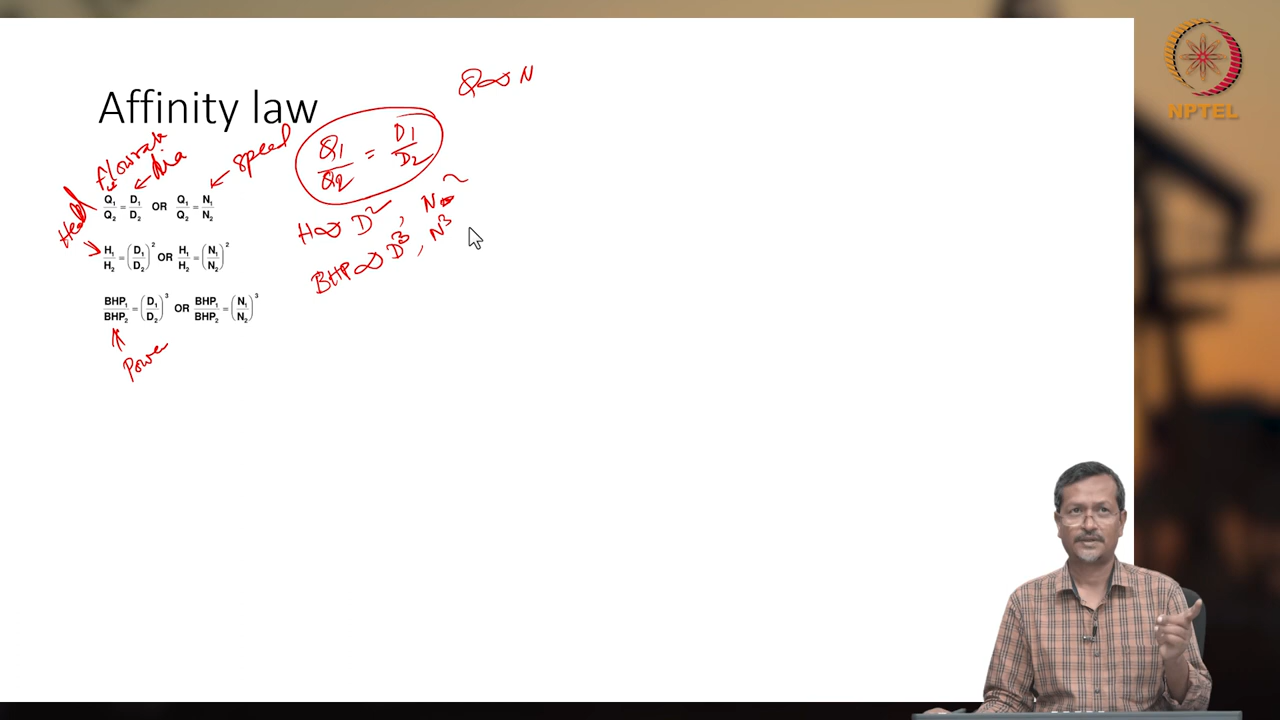 Affinity law
Q∝N
Q1/Q2 = D1/D2
flowrate
Dia
speed
Head
Q1/Q2 = D1/D2 OR Q1/Q2 = N1/N2
H∝D², N²
H1/H2 = (D1/D2)² OR H1/H2 = (N1/N2)²
BHP∝D³, N³
BHP1/BHP2 = (D1/D2)³ OR BHP1/BHP2 = (N1/N2)³
Power
NPTEL